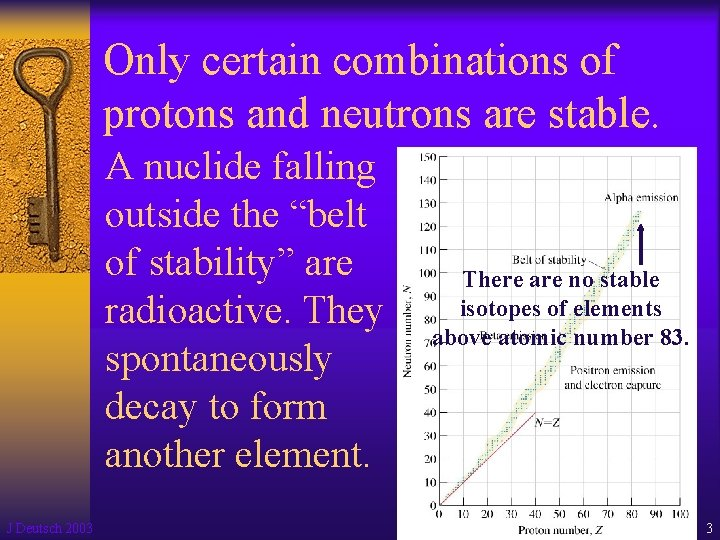 Only certain combinations of
protons and neutrons are stable.
A nuclide falling
outside the “belt
of stability” are
radioactive. They
spontaneously
decay to form
another element.
150
140
130
120
110
100
90
80
70
60
50
40
30
20
10
0
Neutron number, N
Alpha emission
Belt of stability
There are no stable
isotopes of elements
above atomic number 83.
Beta emission
Positron emission
and electron capture
N=Z
0 10 20 30 40 50 60 70 80 90 100
Proton number, Z
J Deutsch 2003
3